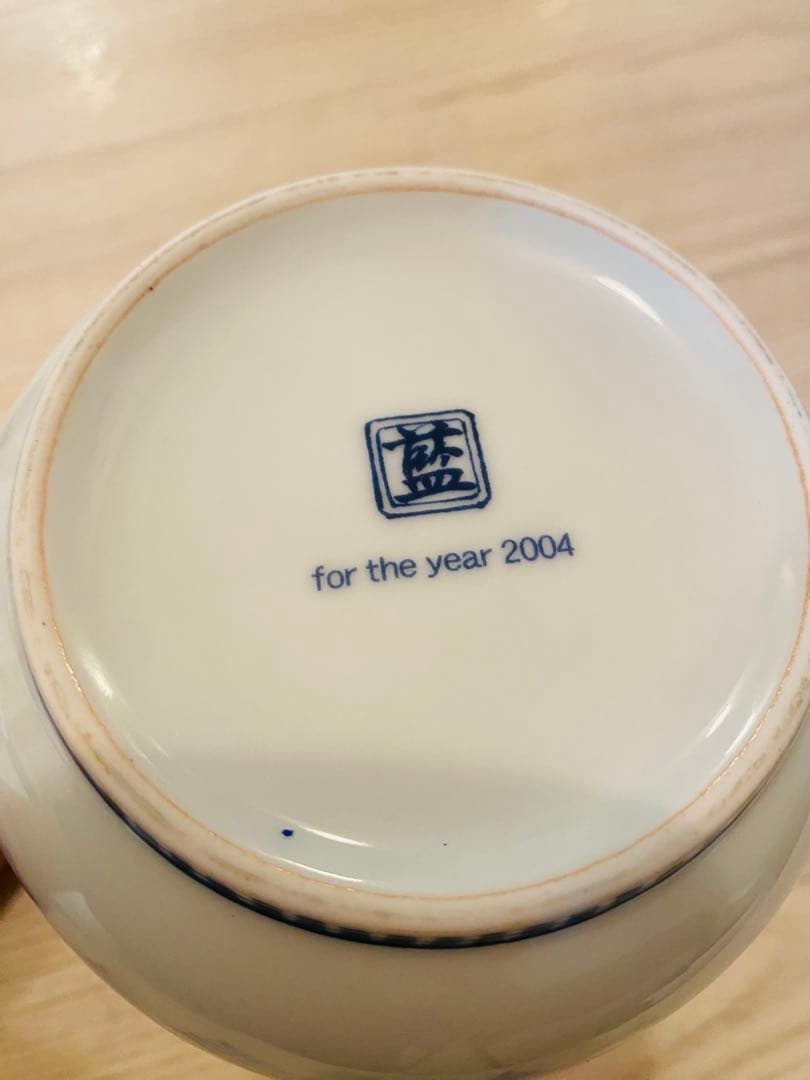 藍
for the year 2004